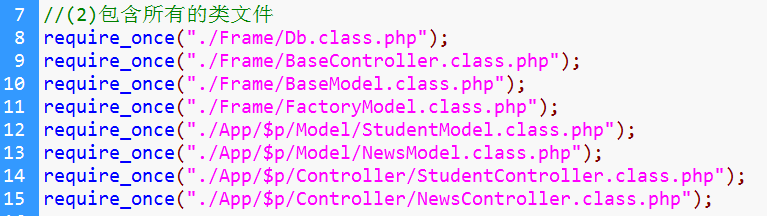 7 //(2)包含所有的类文件
8 require_once("./Frame/Db.class.php");
9 require_once("./Frame/BaseController.class.php");
10 require_once("./Frame/BaseModel.class.php");
11 require_once("./Frame/FactoryModel.class.php");
12 require_once("./App/$p/Model/StudentModel.class.php");
13 require_once("./App/$p/Model/NewsModel.class.php");
14 require_once("./App/$p/Controller/StudentController.class.php");
15 require_once("./App/$p/Controller/NewsController.class.php");